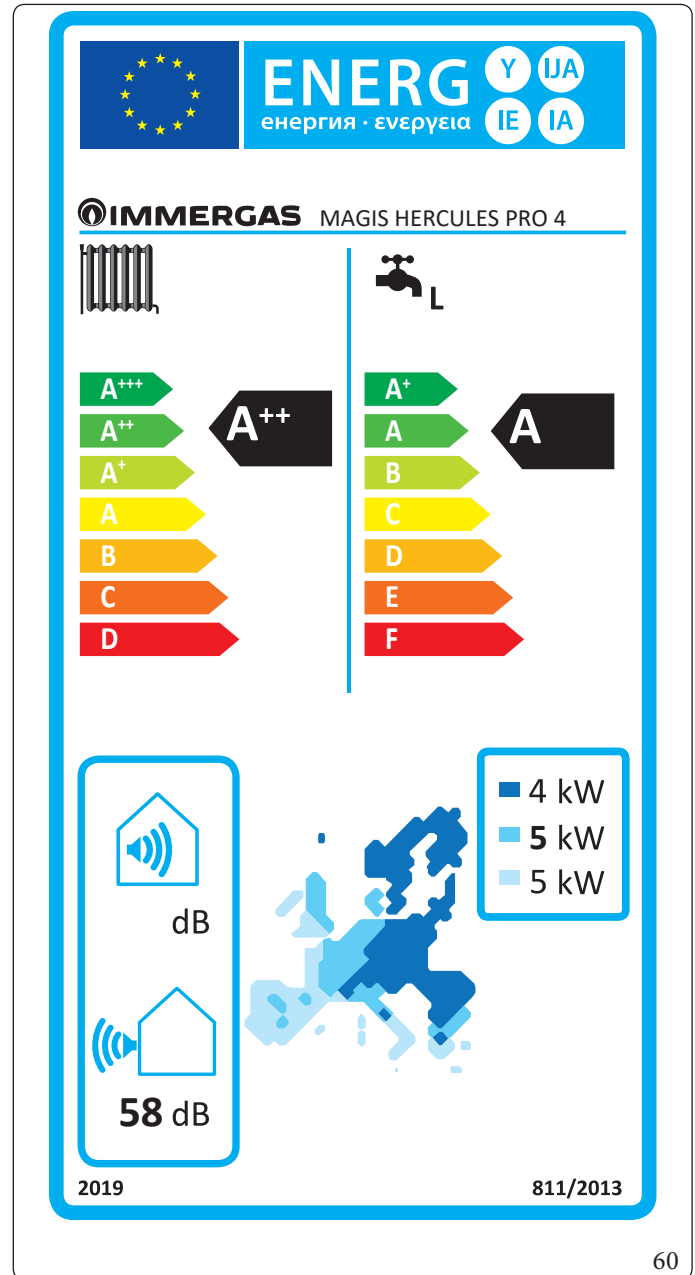 ENERG Y IJA
енергия · ενεργεια IE IA
IMMERGAS MAGIS HERCULES PRO 4
L
A+++
A++
A+
A
B
C
D
A++
A+
A
B
C
D
E
F
A
4 kW
5 kW
5 kW
dB
58 dB
2019
811/2013
60